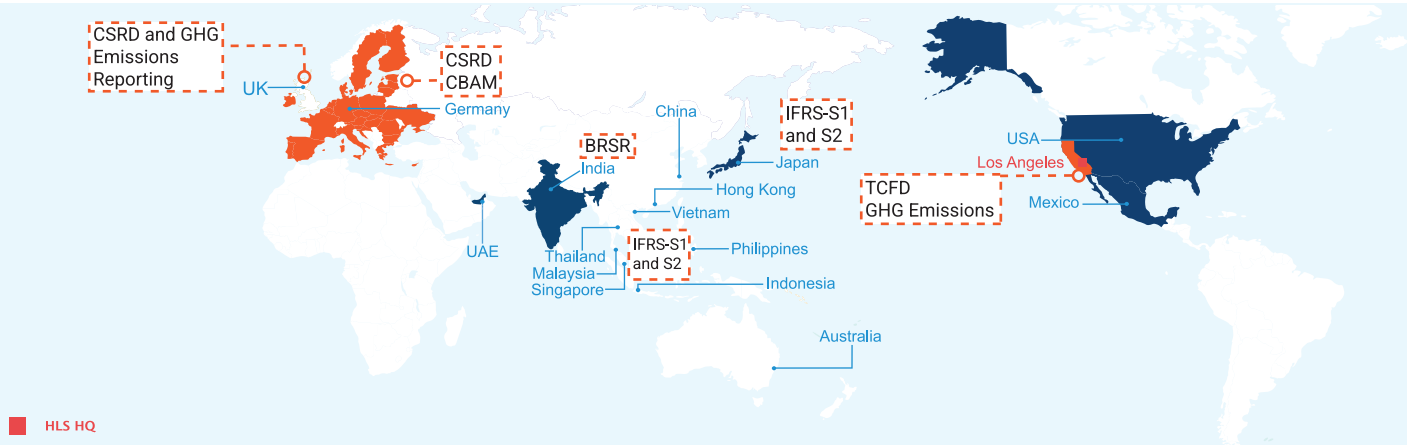 CSRD and GHG
Emissions
Reporting
UK
CSRD
CBAM
Germany
China
IFRS-S1
and S2
BRSR
India
Japan
Hong Kong
Vietnam
UAE
Thailand
Malaysia
Singapore
IFRS-S1
and S2
Philippines
Indonesia
Australia
USA
Los Angeles
TCFD
GHG Emissions
Mexico
HLS HQ